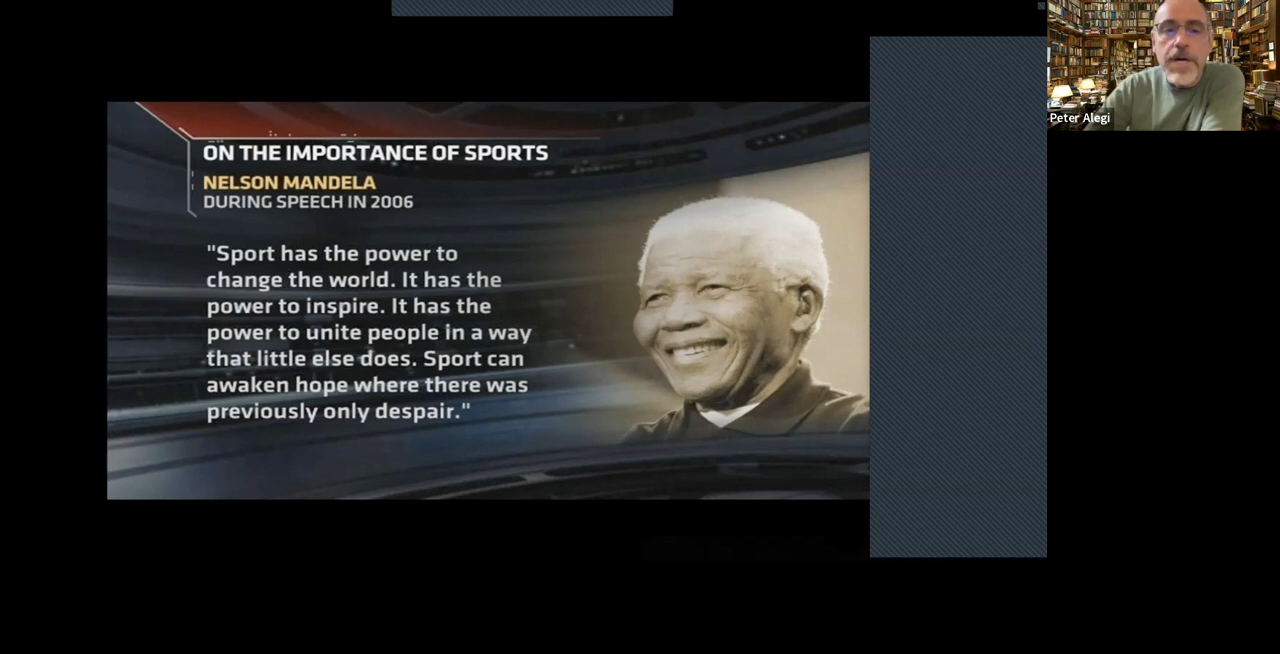 ON THE IMPORTANCE OF SPORTS
NELSON MANDELA
DURING SPEECH IN 2006
"Sport has the power to
change the world. It has the
power to inspire. It has the
power to unite people in a way
that little else does. Sport can
awaken hope where there was
previously only despair."
Peter Alegi